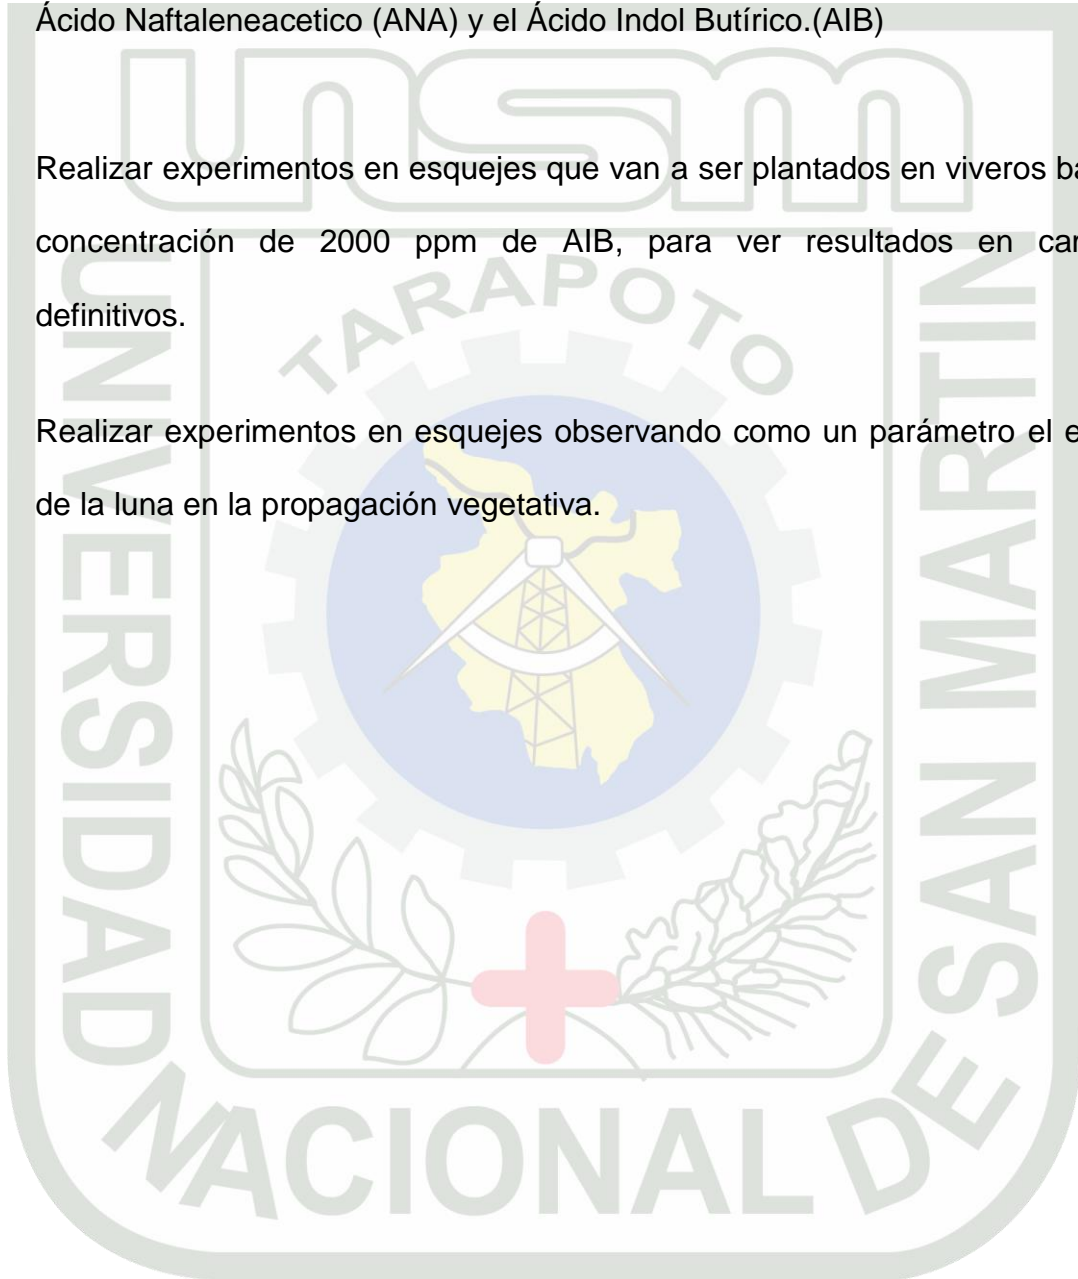 Ácido Naftaleneacetico (ANA) y el Ácido Indol Butírico.(AIB)
Realizar experimentos en esquejes que van a ser plantados en viveros
concentración de 2000 ppm de AIB, para ver resultados en
definitivos.
Realizar experimentos en esquejes observando como un parámetro el
de la luna en la propagación vegetativa.
unsm
TARAPOTO
UNIVERSIDAD
NACIONAL DE
SAN MARTIN